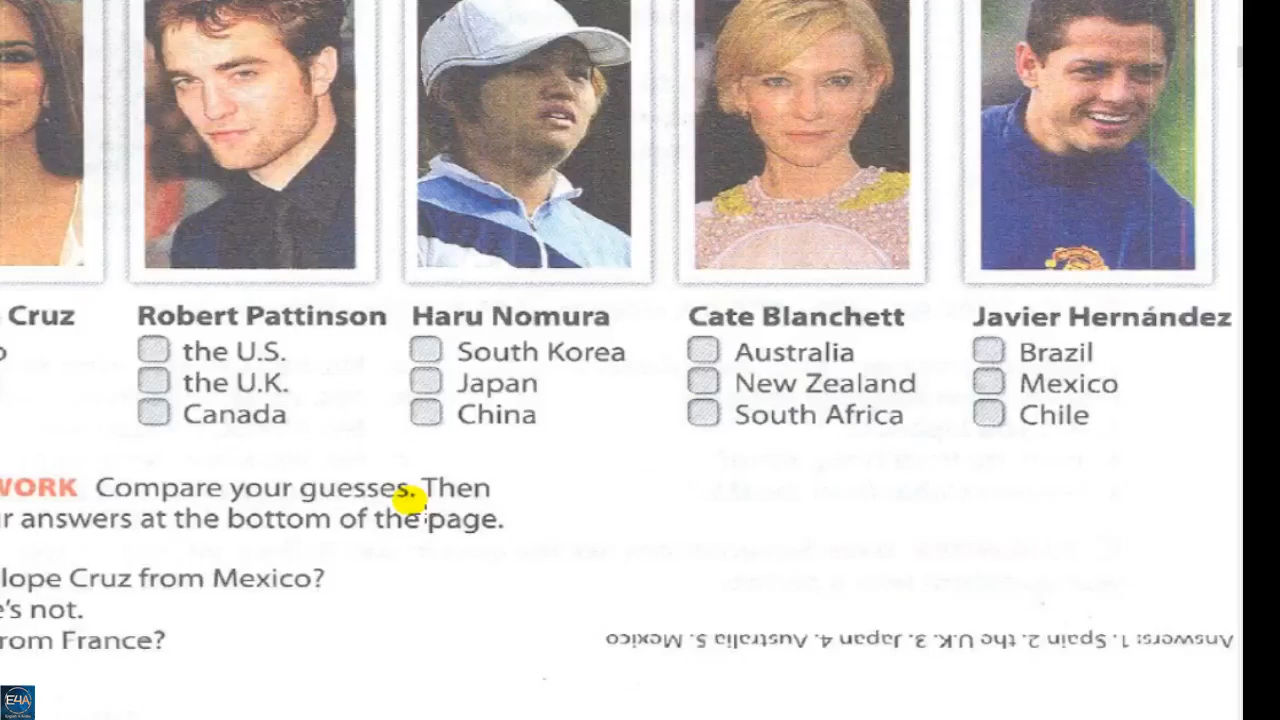 Cruz
Robert Pattinson
the U.S.
the U.K.
Canada
Haru Nomura
South Korea
Japan
China
Cate Blanchett
Australia
New Zealand
South Africa
Javier Hernández
Brazil
Mexico
Chile
WORK Compare your guesses. Then
r answers at the bottom of the page.
lope Cruz from Mexico?
e's not.
rom France?
Answers: 1. Spain 2. the U.K. 3. Japan 4. Australia 5. Mexico
E4A